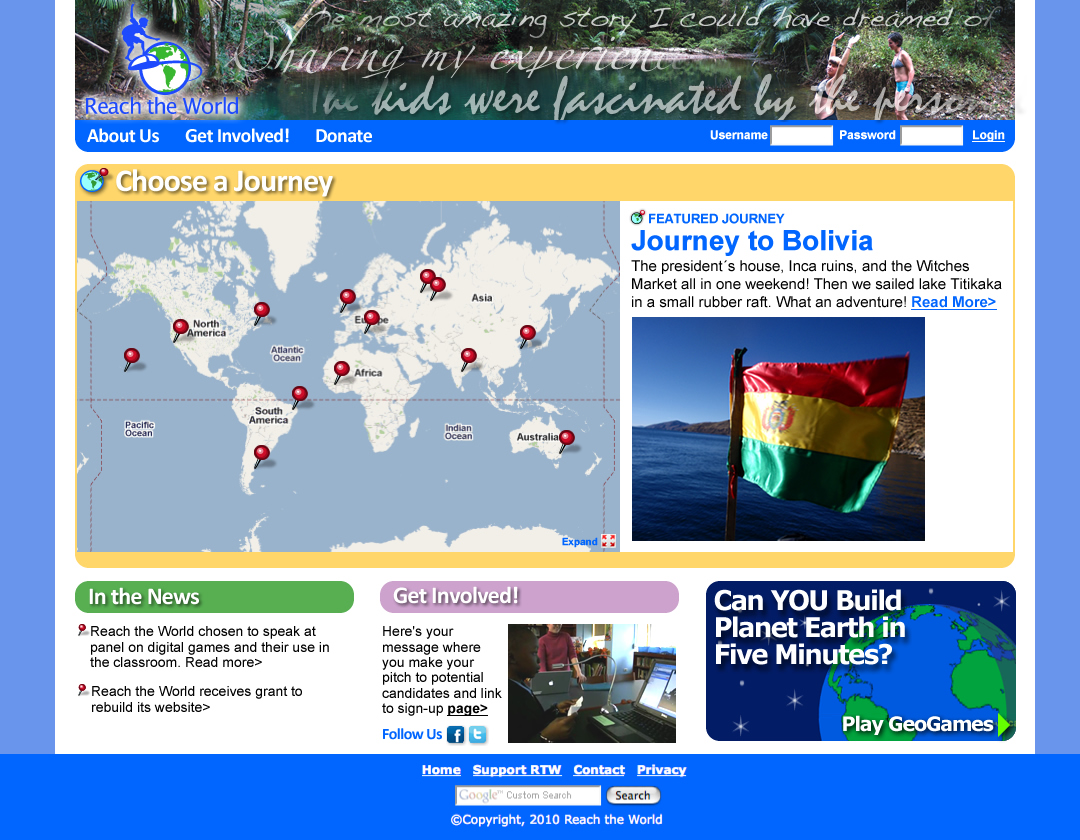 The most amazing story I could have dreamed of
Sharing my experience
The kids were fascinated by the perso
Reach the World
About Us Get Involved! Donate
Username Password Login
Choose a Journey
FEATURED JOURNEY
Journey to Bolivia
The president´s house, Inca ruins, and the Witches
Market all in one weekend! Then we sailed lake Titikaka
in a small rubber raft. What an adventure! Read More>
Asia
Europe
North
America
Atlantic
Ocean
Africa
South
America
Pacific
Ocean
Indian
Ocean
Australia
Expand
In the News
Reach the World chosen to speak at
panel on digital games and their use in
the classroom. Read more>
Reach the World receives grant to
rebuild its website>
Get Involved!
Here's your
message where
you make your
pitch to potential
candidates and link
to sign-up page>
Follow Us
Can YOU Build
Planet Earth in
Five Minutes?
Play GeoGames
Home Support RTW Contact Privacy
Google™ Custom Search Search
©Copyright, 2010 Reach the World